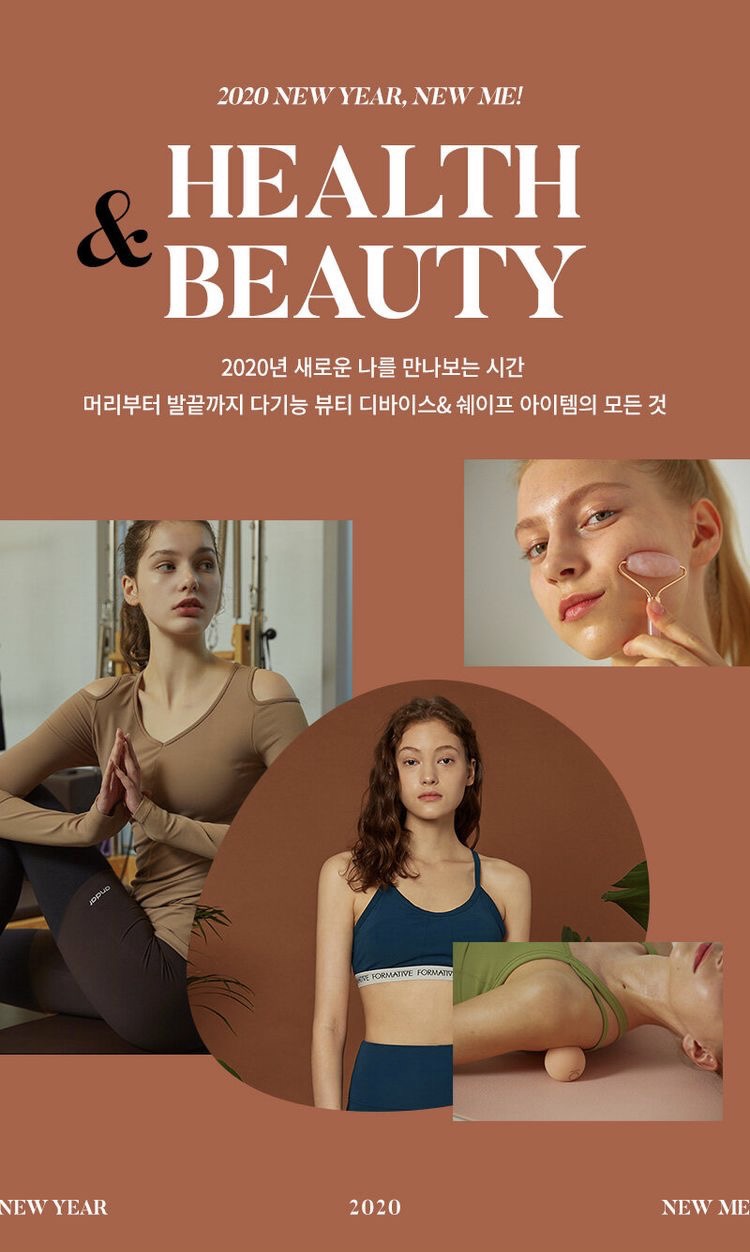 2020 NEW YEAR, NEW ME!
HEALTH
& BEAUTY
2020년 새로운 나를 만나보는 시간
머리부터 발끝까지 다기능 뷰티 디바이스& 쉐이프 아이템의 모든 것
andar
FORMATIVE FORMATIV
NEW YEAR
2020
NEW ME